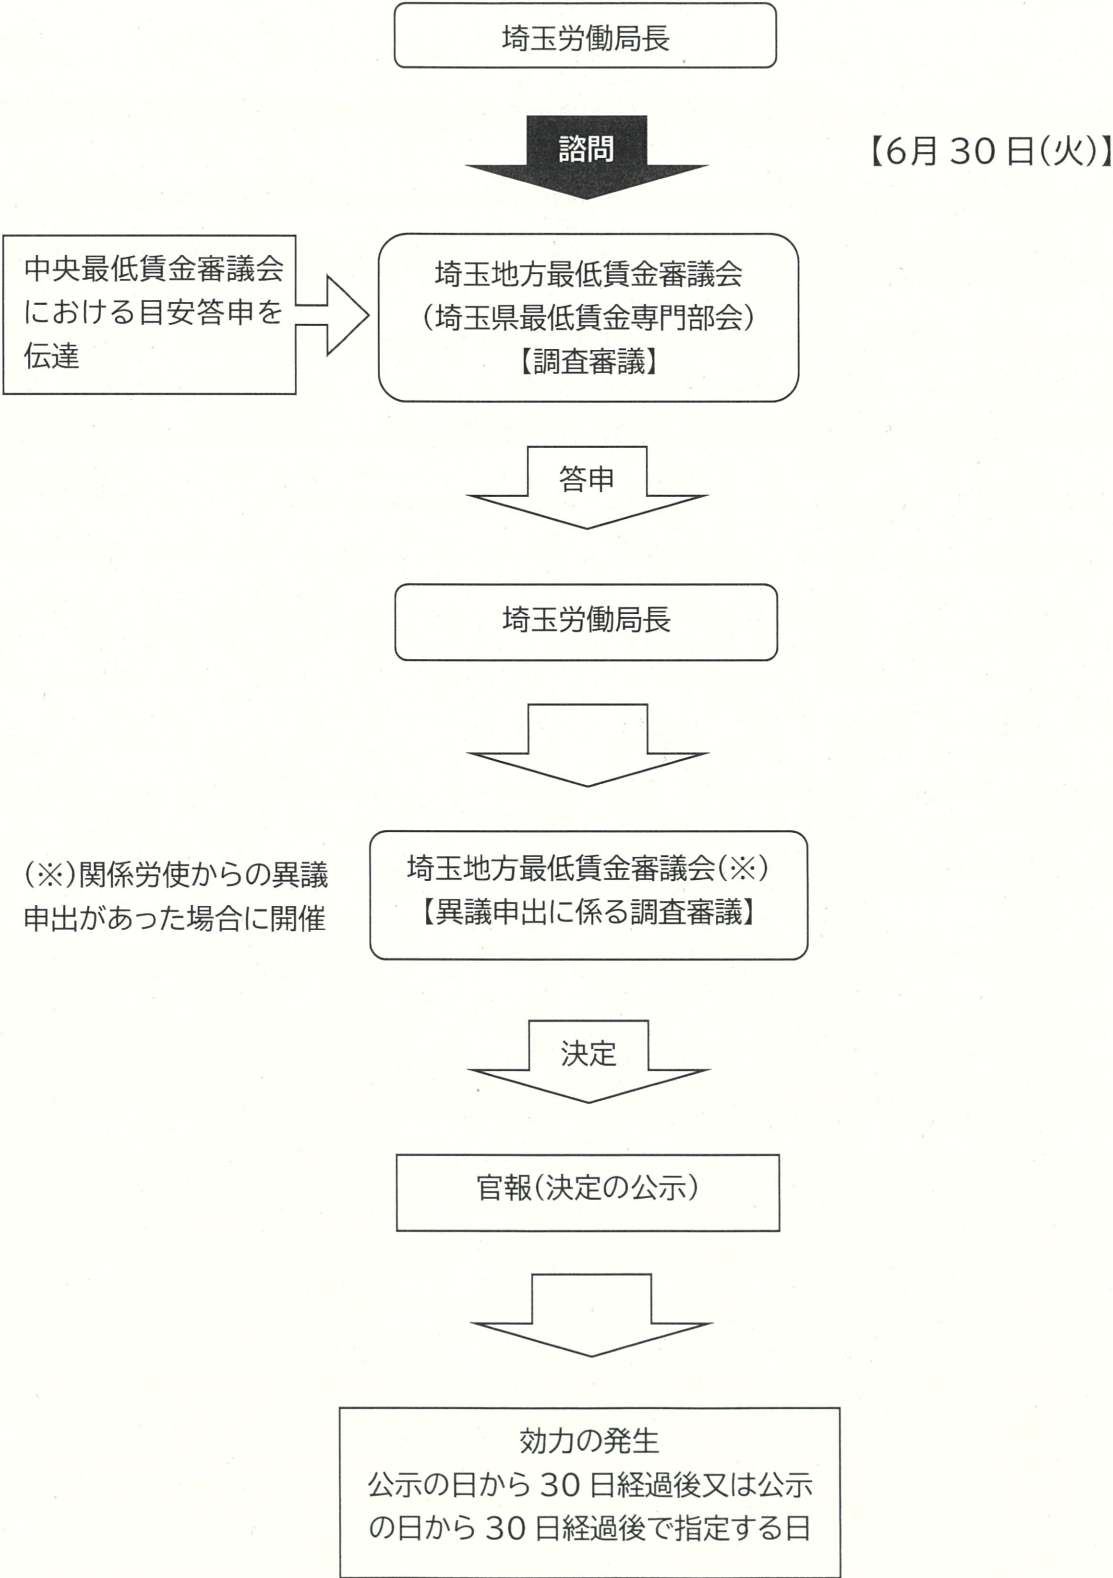 埼玉労働局長
諮問
【6月30日(火)】
中央最低賃金審議会
における目安答申を
伝達
埼玉地方最低賃金審議会
(埼玉県最低賃金専門部会)
【調査審議】
答申
埼玉労働局長
(※)関係労使からの異議
申出があった場合に開催
埼玉地方最低賃金審議会(※)
【異議申出に係る調査審議】
決定
官報(決定の公示)
効力の発生
公示の日から30日経過後又は公示
の日から30日経過後で指定する日